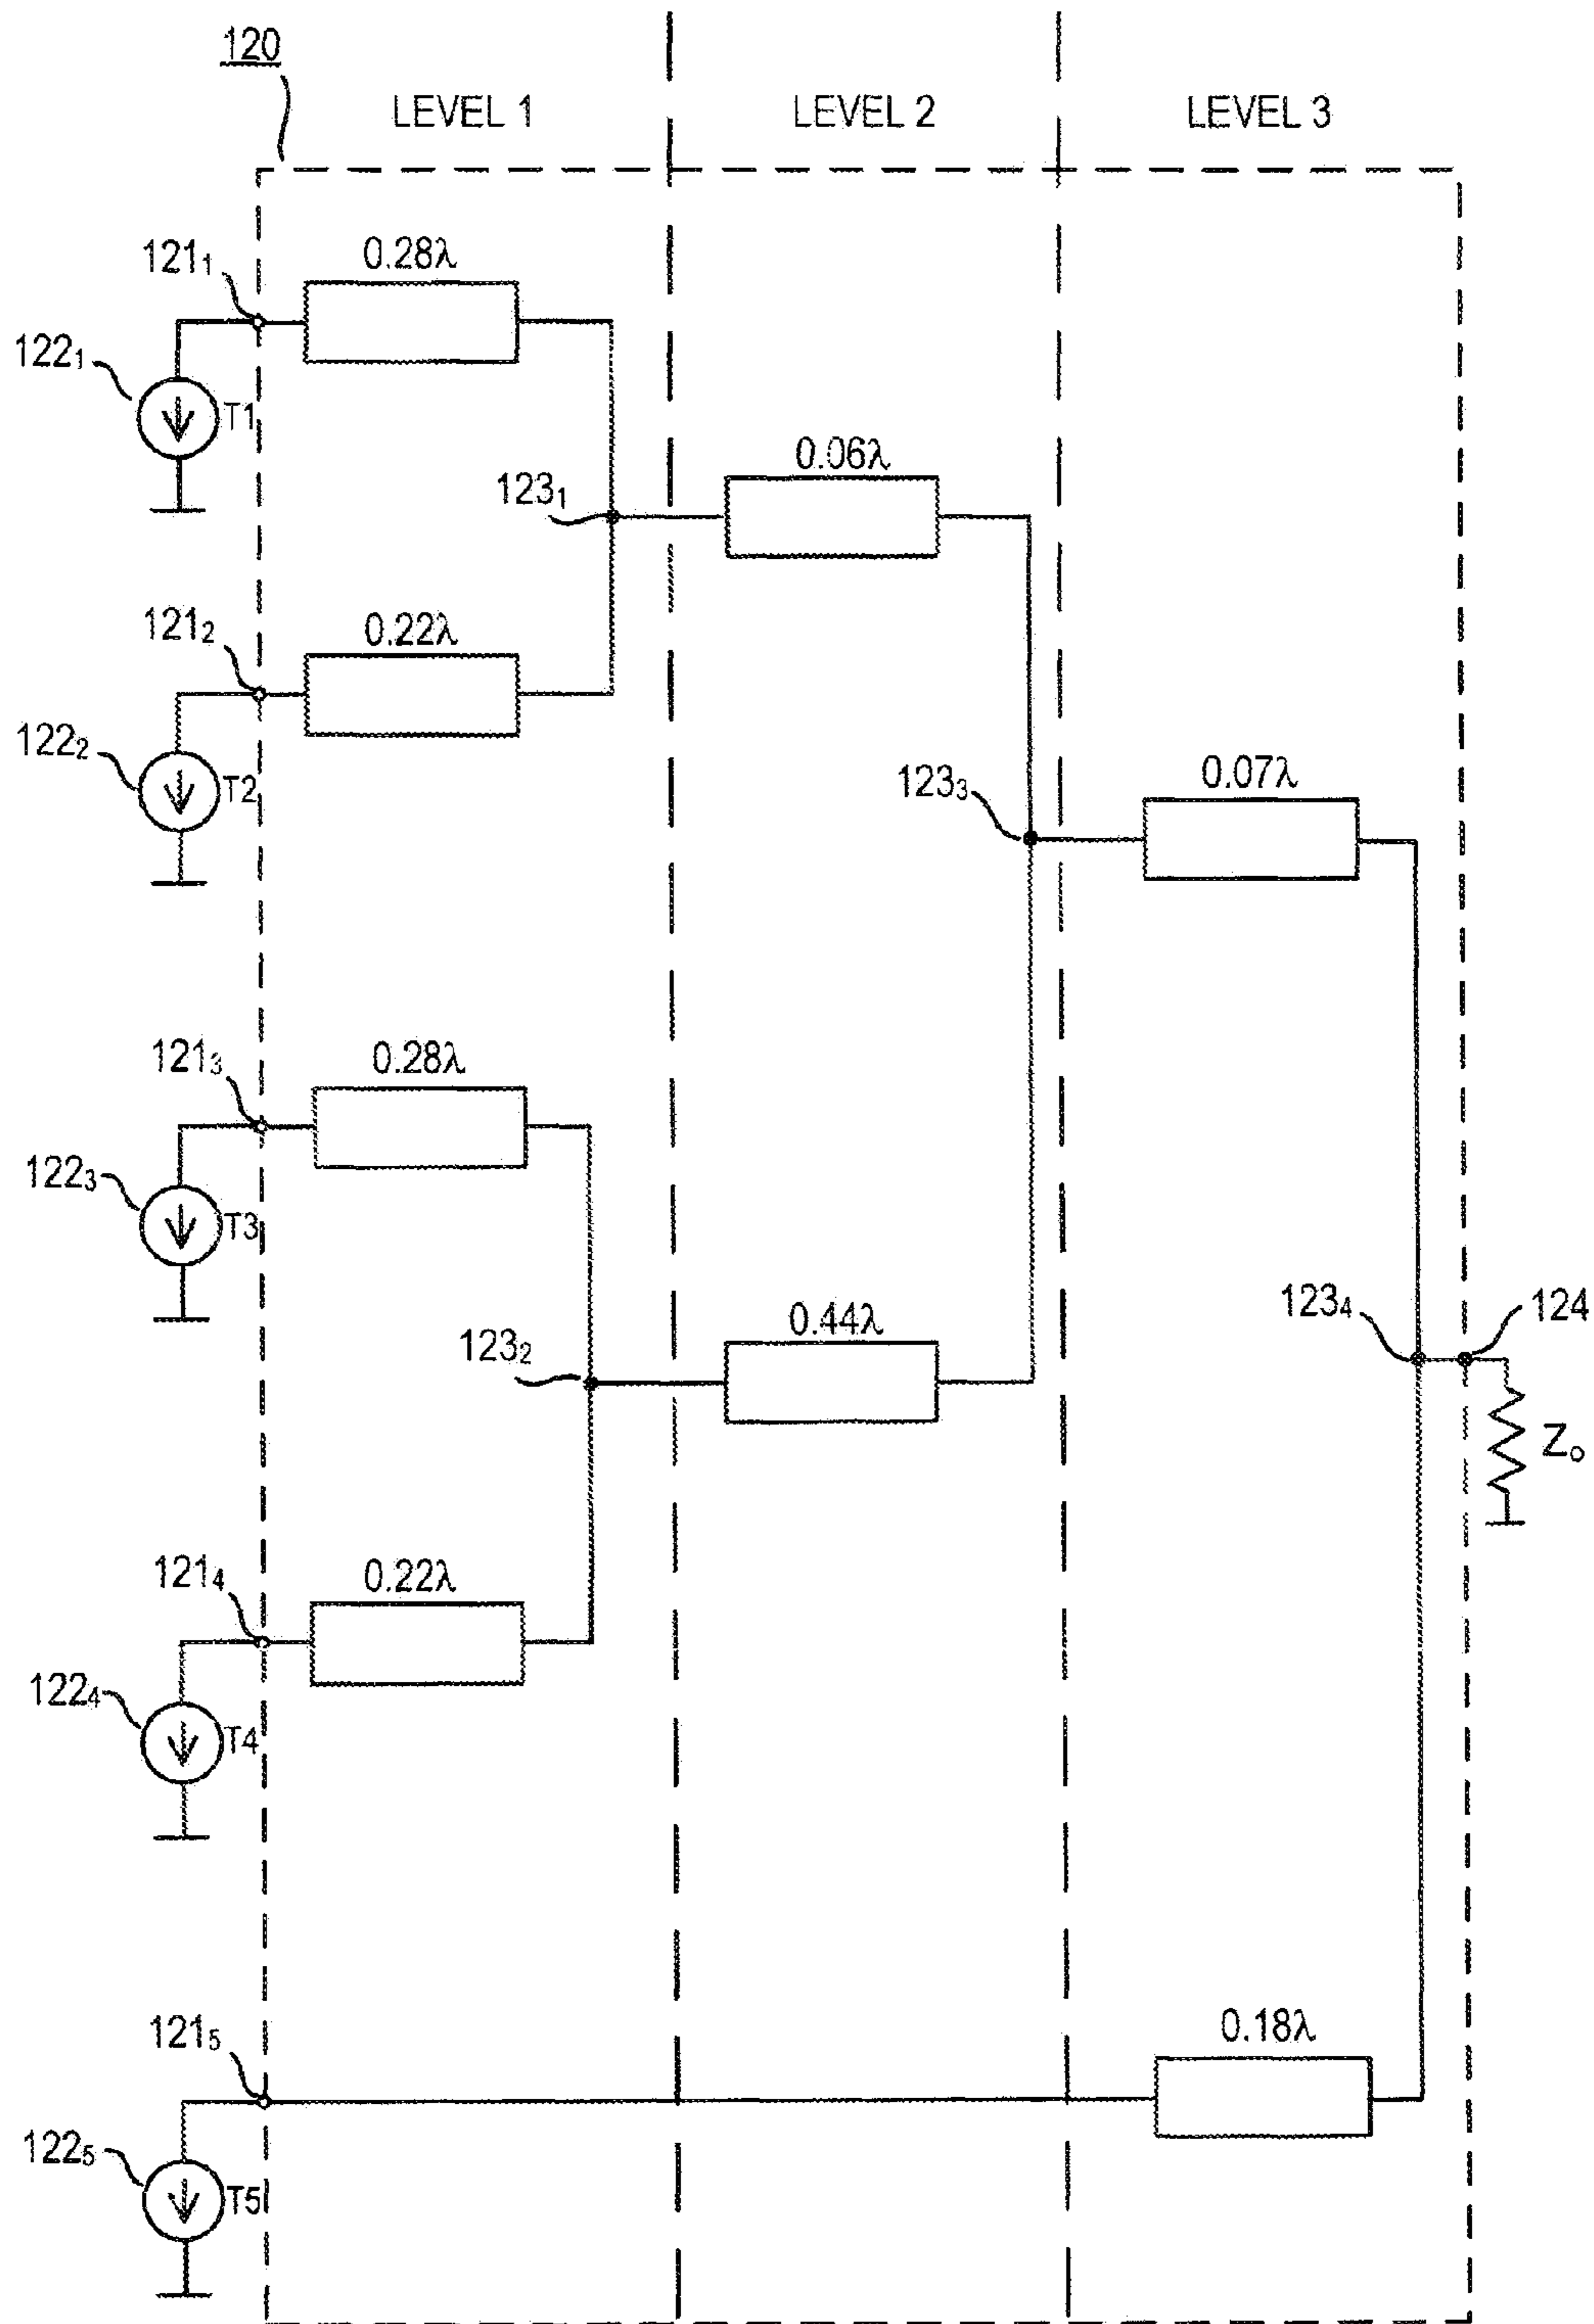 120
LEVEL 1 LEVEL 2 LEVEL 3
121₁ 0.28λ
122₁ T1
123₁ 0.06λ
121₂ 0.22λ
122₂ T2
123₃ 0.07λ
121₃ 0.28λ
122₃ T3
123₂ 0.44λ
123₄ 124
Z₀
121₄ 0.22λ
122₄ T4
121₅ 0.18λ
122₅ T5